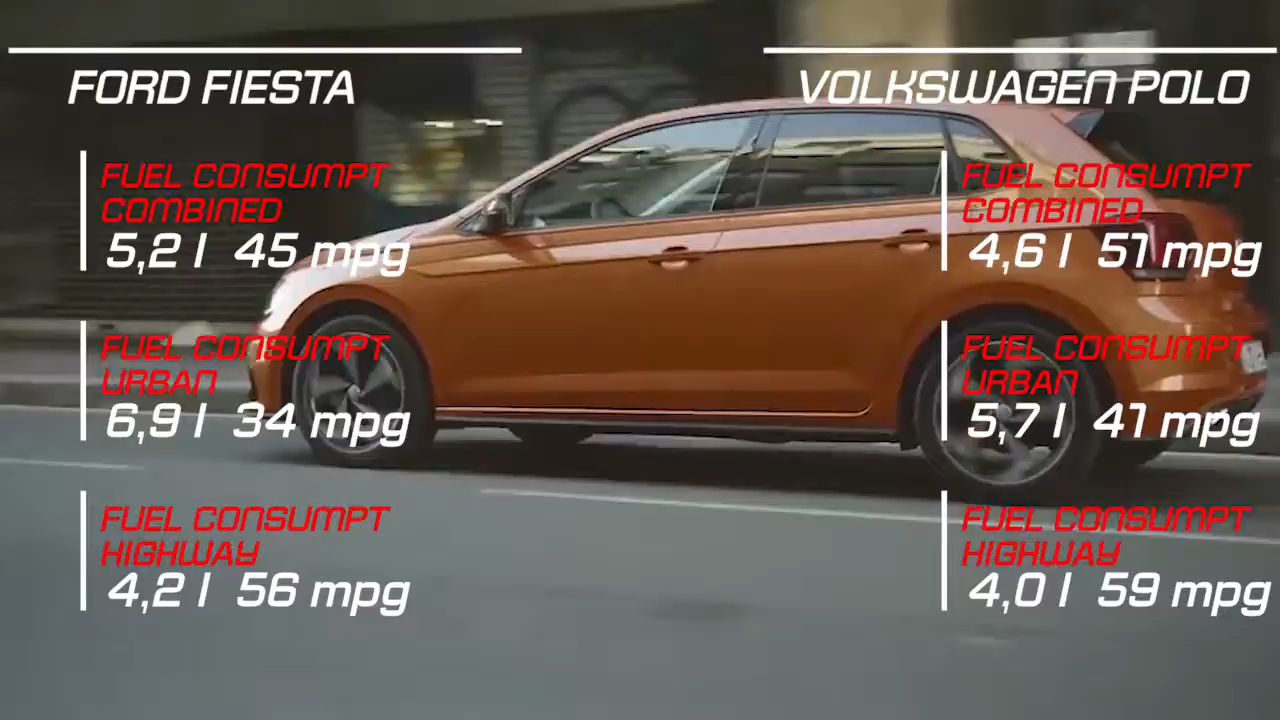 FORD FIESTA
FUEL CONSUMPT
COMBINED
5,2 l 45 mpg
FUEL CONSUMPT
URBAN
6,9 l 34 mpg
FUEL CONSUMPT
HIGHWAY
4,2 l 56 mpg
VOLKSWAGEN POLO
FUEL CONSUMPT
COMBINED
4,6 l 51 mpg
FUEL CONSUMPT
URBAN
5,7 l 41 mpg
FUEL CONSUMPT
HIGHWAY
4,0 l 59 mpg